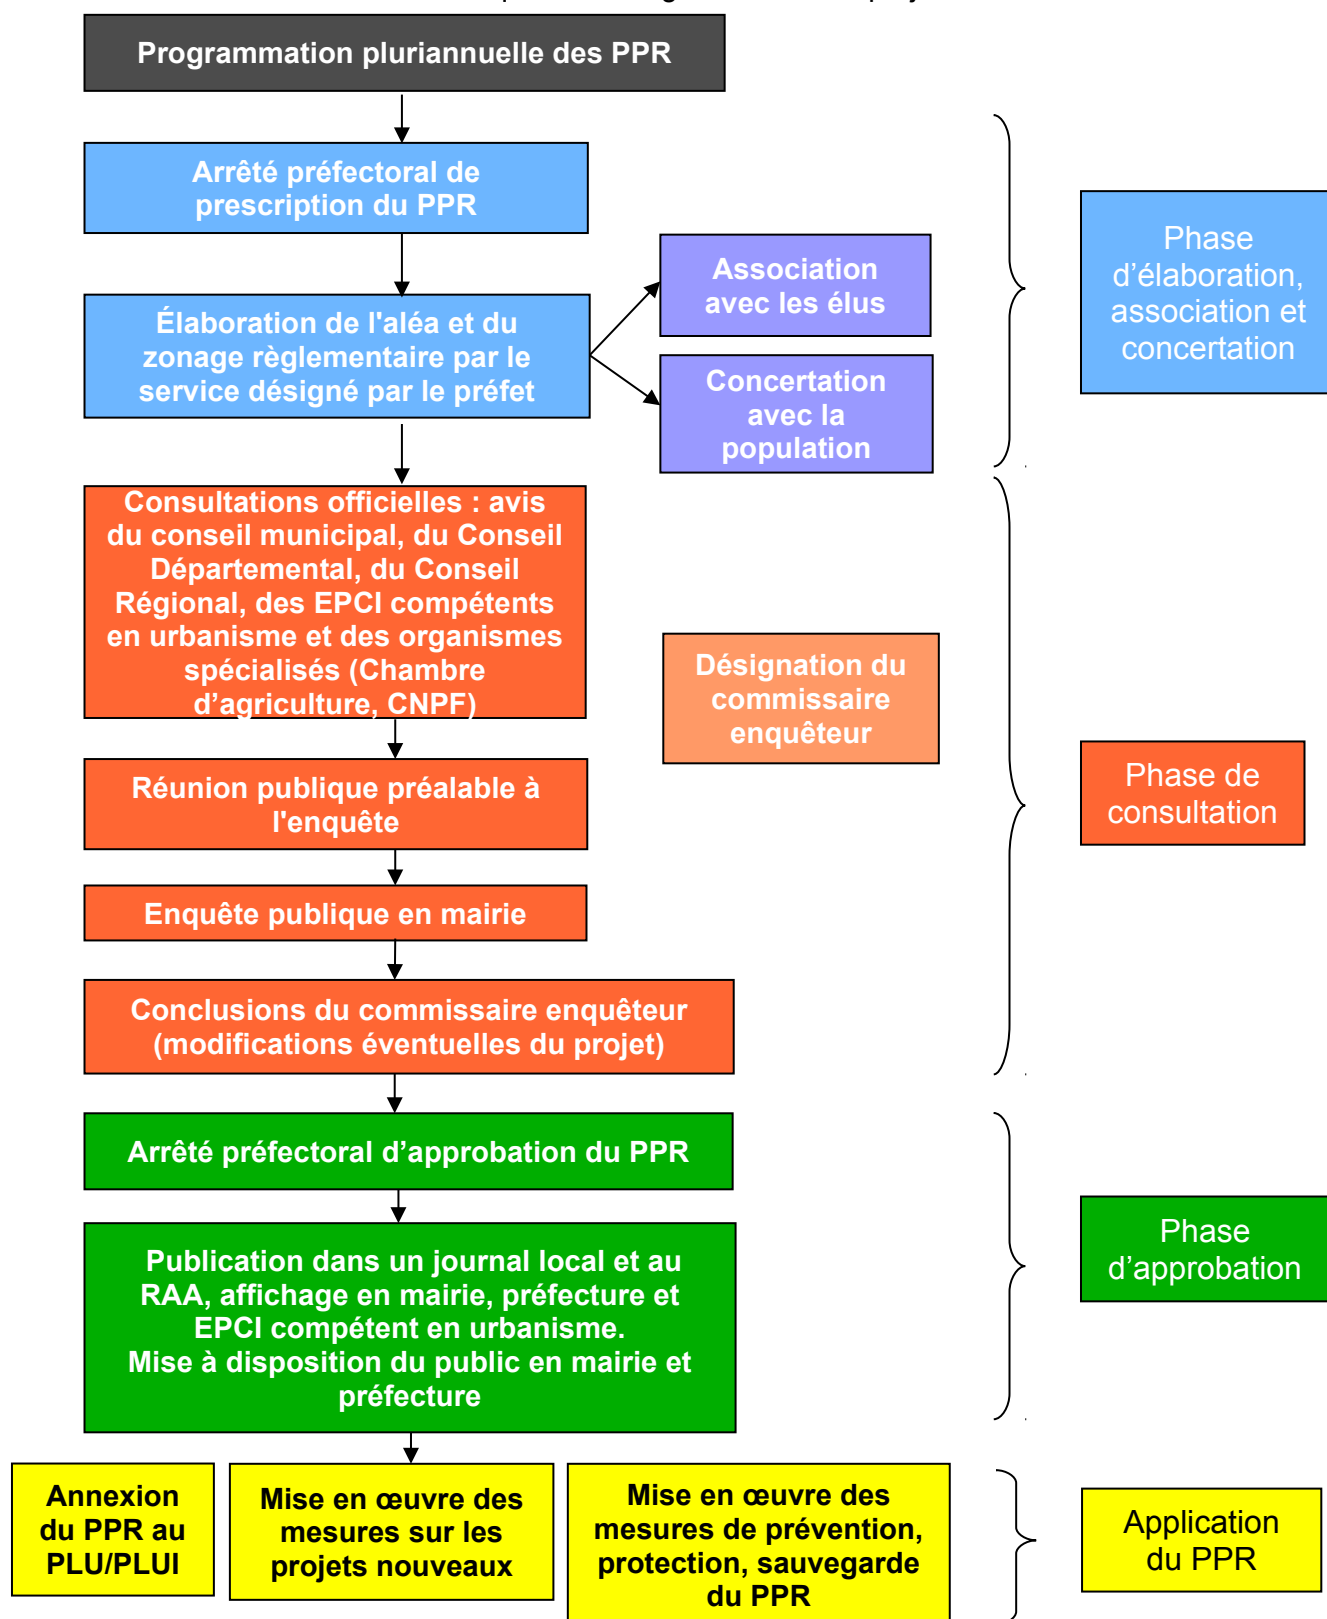 Programmation pluriannuelle des PPR
Arrêté préfectoral de
prescription du PPR
Élaboration de l'aléa et du
zonage règlementaire par le
service désigné par le préfet
Association
avec les élus
Concertation
avec la
population
Phase
d’élaboration,
association et
concertation
Consultations officielles : avis
du conseil municipal, du Conseil
Départemental, du Conseil
Régional, des EPCI compétents
en urbanisme et des organismes
spécialisés (Chambre
d’agriculture, CNPF)
Désignation du
commissaire
enquêteur
Réunion publique préalable à
l'enquête
Enquête publique en mairie
Conclusions du commissaire enquêteur
(modifications éventuelles du projet)
Phase de
consultation
Arrêté préfectoral d’approbation du PPR
Publication dans un journal local et au
RAA, affichage en mairie, préfecture et
EPCI compétent en urbanisme.
Mise à disposition du public en mairie et
préfecture
Phase
d’approbation
Annexion
du PPR au
PLU/PLUI
Mise en œuvre des
mesures sur les
projets nouveaux
Mise en œuvre des
mesures de prévention,
protection, sauvegarde
du PPR
Application
du PPR